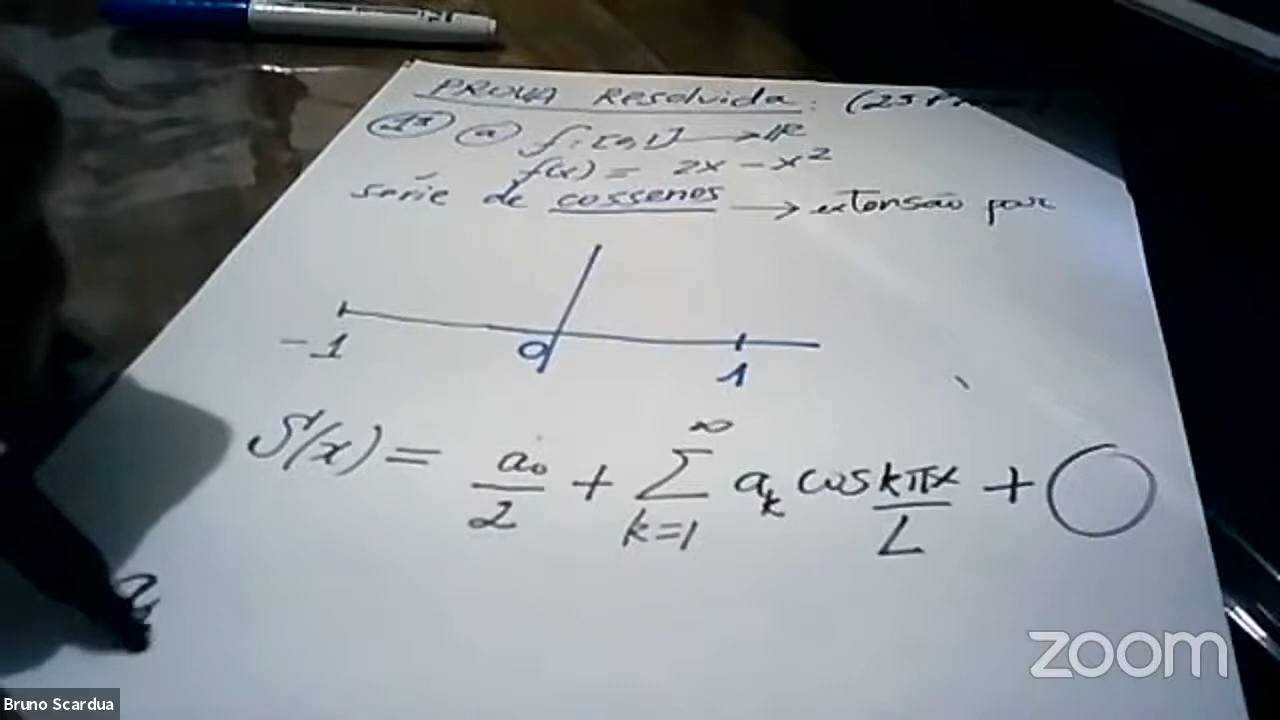 PROVA Resolvida:
1ª a f: [0,1] → ℝ
f(x) = 2x - x²
série de cossenos → extensão par
-1 0 1
S(x) = a₀/2 + ∑_{k=1}^{∞} a_k cos kπx/L +
a
zoom
Bruno Scardua